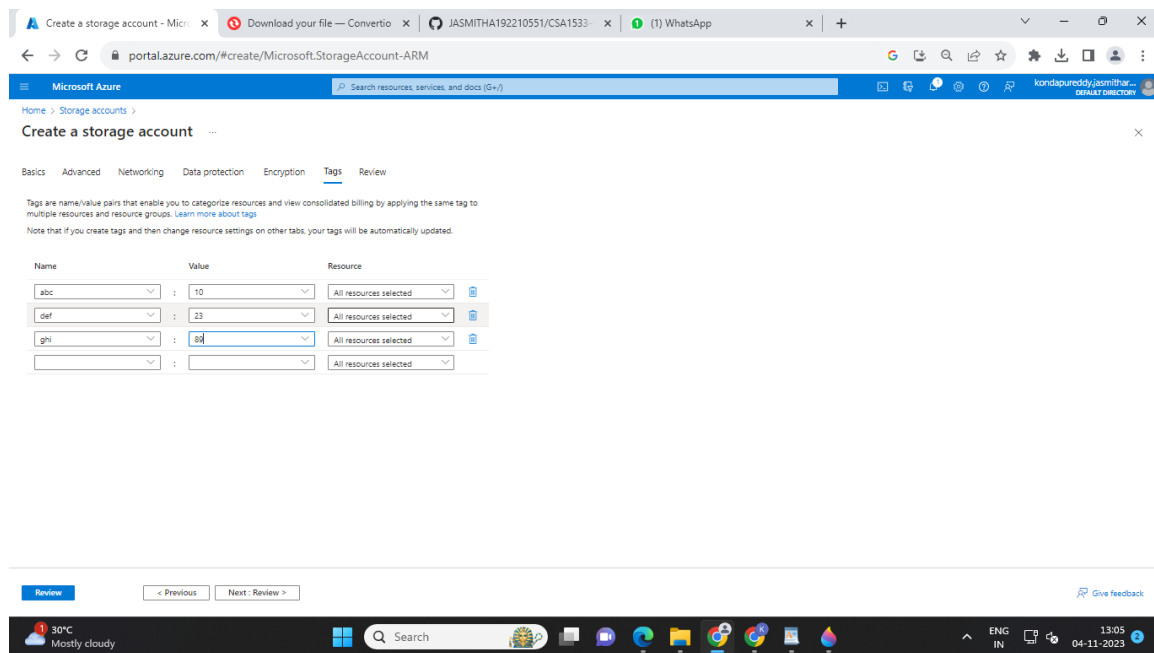 Create a storage account - Micr
Download your file — Convertio
JASMITHA192210551/CSA1533-
(1) WhatsApp
portal.azure.com/#create/Microsoft.StorageAccount-ARM
Microsoft Azure
Search resources, services, and docs (G+/)
1
kondapureddy.jasmithar...
DEFAULT DIRECTORY
Home > Storage accounts >
Create a storage account ...
Basics Advanced Networking Data protection Encryption Tags Review
Tags are name/value pairs that enable you to categorize resources and view consolidated billing by applying the same tag to
multiple resources and resource groups. Learn more about tags
Note that if you create tags and then change resource settings on other tabs, your tags will be automatically updated.
Name Value Resource
abc : 10 All resources selected
def : 23 All resources selected
ghi : 89 All resources selected
: All resources selected
Review < Previous Next : Review > Give feedback
1
30°C
Mostly cloudy
Search
K
ENG
IN
13:05
04-11-2023
2